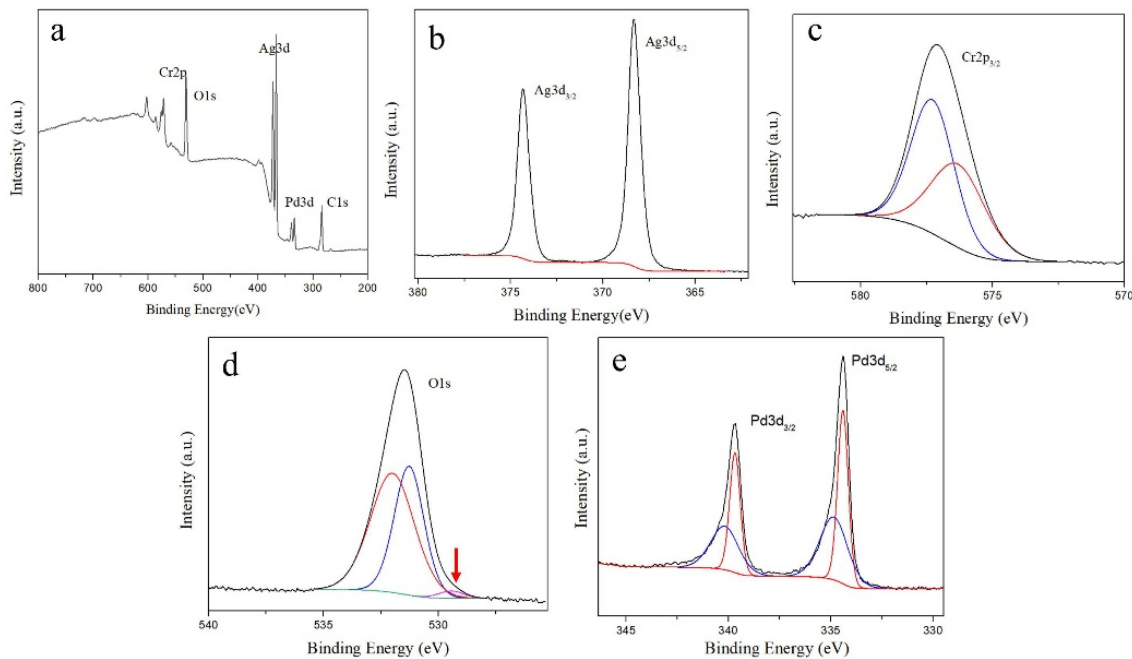 a
Ag3d
Cr2p
O1s
Pd3d
C1s
Intensity (a.u.)
800 700 600 500 400 300 200
Binding Energy(eV)
b
Ag3d5/2
Ag3d3/2
Intensity (a.u.)
380 375 370 365
Binding Energy(eV)
c
Cr2p3/2
Intensity (a.u.)
580 575 570
Binding Energy (eV)
d
O1s
Intensity (a.u.)
540 535 530
Binding Energy (eV)
e
Pd3d5/2
Pd3d3/2
Intensity (a.u.)
345 340 335 330
Binding Energy (eV)